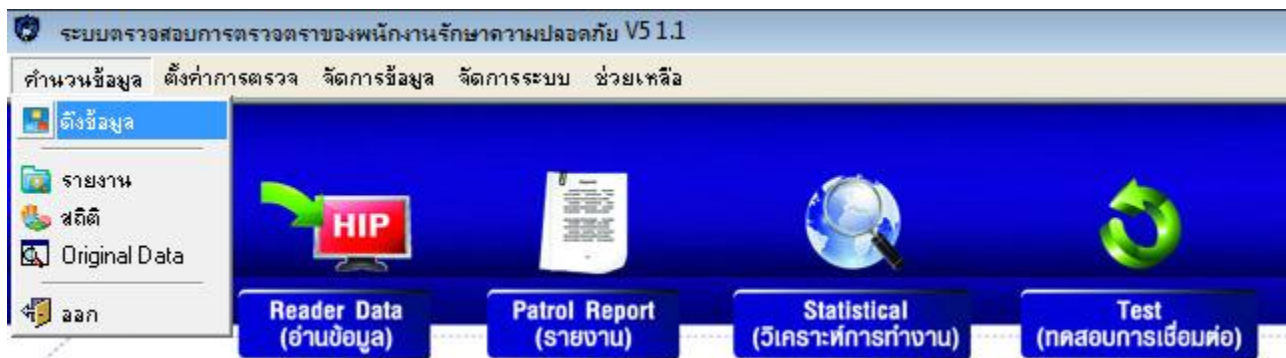 ระบบตรวจสอบการตรวจตราของพนักงานรักษาความปลอดภัย V5 1.1
คำนวนข้อมูล ตั้งค่าการตรวจ จัดการข้อมูล จัดการระบบ ช่วยเหลือ
ดึงข้อมูล
รายงาน
สถิติ
Original Data
ออก
HIP
Reader Data
(อ่านข้อมูล)
Patrol Report
(รายงาน)
Statistical
(วิเคราะห์การทำงาน)
Test
(ทดสอบการเชื่อมต่อ)